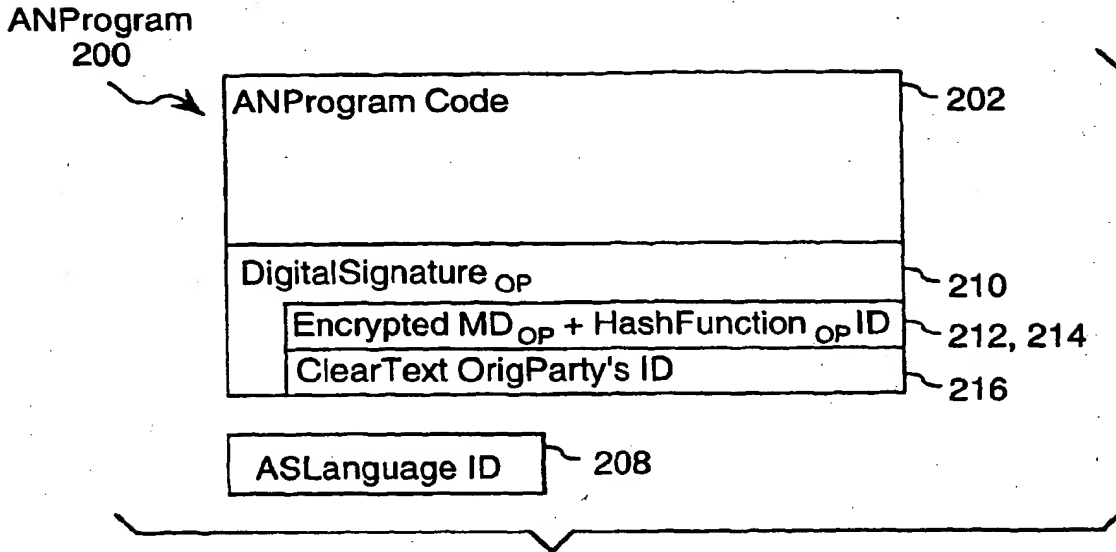 ANProgram
200
ANProgram Code
202
DigitalSignature OP
210
Encrypted MD OP + HashFunction OP ID
212, 214
ClearText OrigParty's ID
216
ASLanguage ID
208